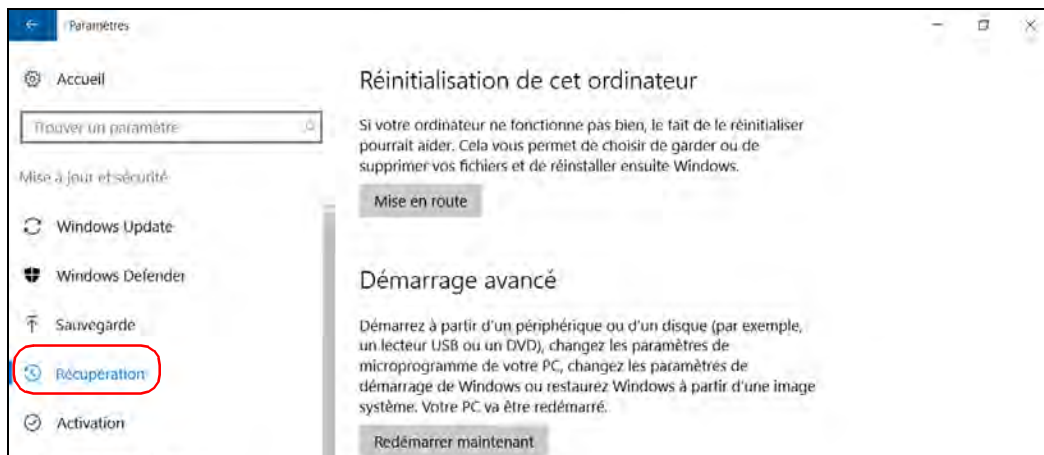 Paramètres
Accueil
Trouver un paramètre
Mise à jour et sécurité
Windows Update
Windows Defender
Sauvegarde
Récupération
Activation
Réinitialisation de cet ordinateur
Si votre ordinateur ne fonctionne pas bien, le fait de le réinitialiser
pourrait aider. Cela vous permet de choisir de garder ou de
supprimer vos fichiers et de réinstaller ensuite Windows.
Mise en route
Démarrage avancé
Démarrez à partir d'un périphérique ou d'un disque (par exemple,
un lecteur USB ou un DVD), changez les paramètres de
microprogramme de votre PC, changez les paramètres de
démarrage de Windows ou restaurez Windows à partir d'une image
système. Votre PC va être redémarré.
Redémarrer maintenant